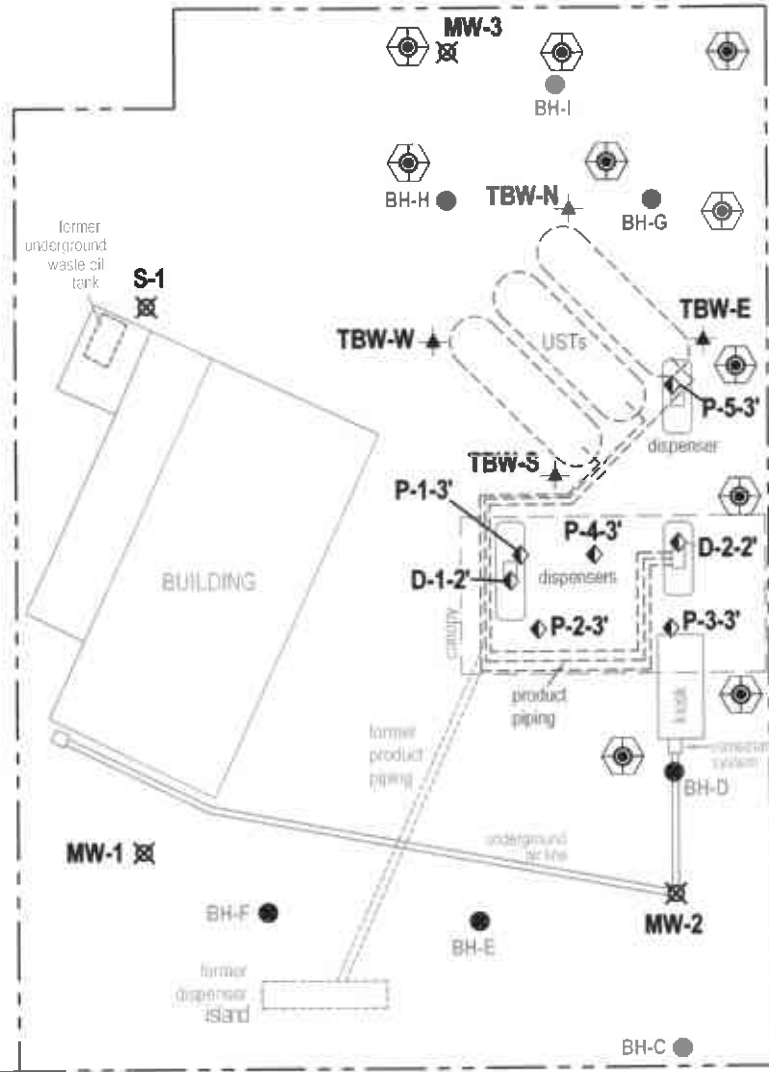 MW-3
BH-I
BH-H
TBW-N
BH-G
former
underground
waste oil
tank
S-1
TBW-W
USTs
TBW-E
P-5-3'
dispenser
TBW-S
P-1-3'
P-4-3'
D-2-2'
D-1-2'
dispensers
BUILDING
P-2-3'
P-3-3'
canopy
product
piping
kiosk
former
product
piping
BH-D
underground
air line
MW-1
BH-F
BH-E
MW-2
former
dispenser
island
BH-C